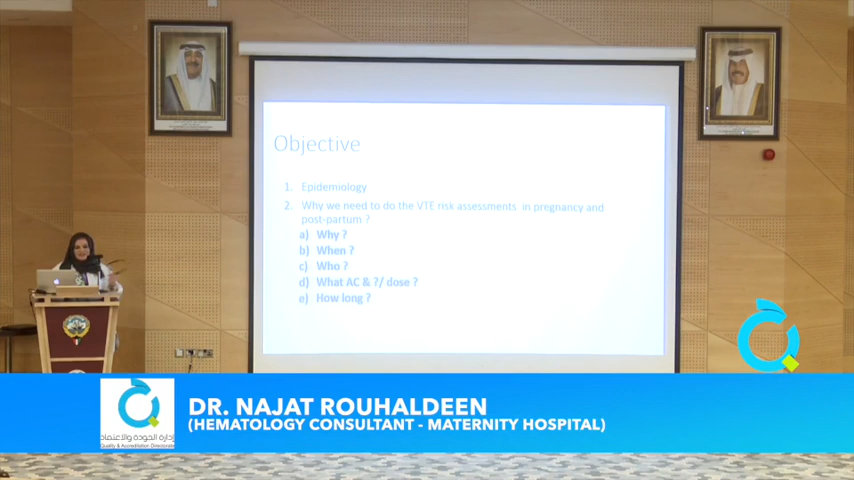 Objective
1. Epidemiology
2. Why we need to do the VTE risk assessments in pregnancy and
post-partum ?
a) Why ?
b) When ?
c) Who ?
d) What AC & ?/ dose ?
e) How long ?
إدارة الجودة والاعتماد
Quality & Accreditation Directorate
DR. NAJAT ROUHALDEEN
(HEMATOLOGY CONSULTANT - MATERNITY HOSPITAL)